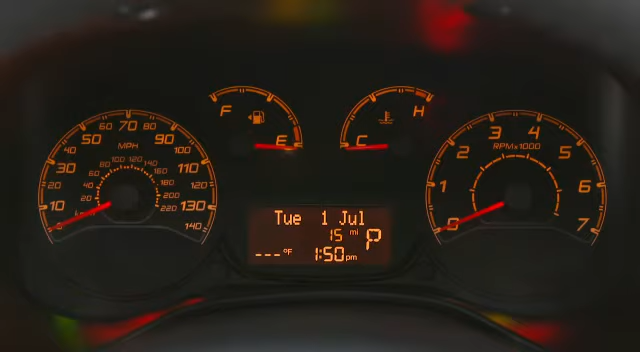 F E
C H
MPH
0 10 20 30 40 50 60 70 80 90 100 110 120 130 140
20 40 60 80 100 120 140 160 180 200 220
RPMx1000
0 1 2 3 4 5 6 7
Tue 1 Jul
15 mi P
---°F 1:50pm